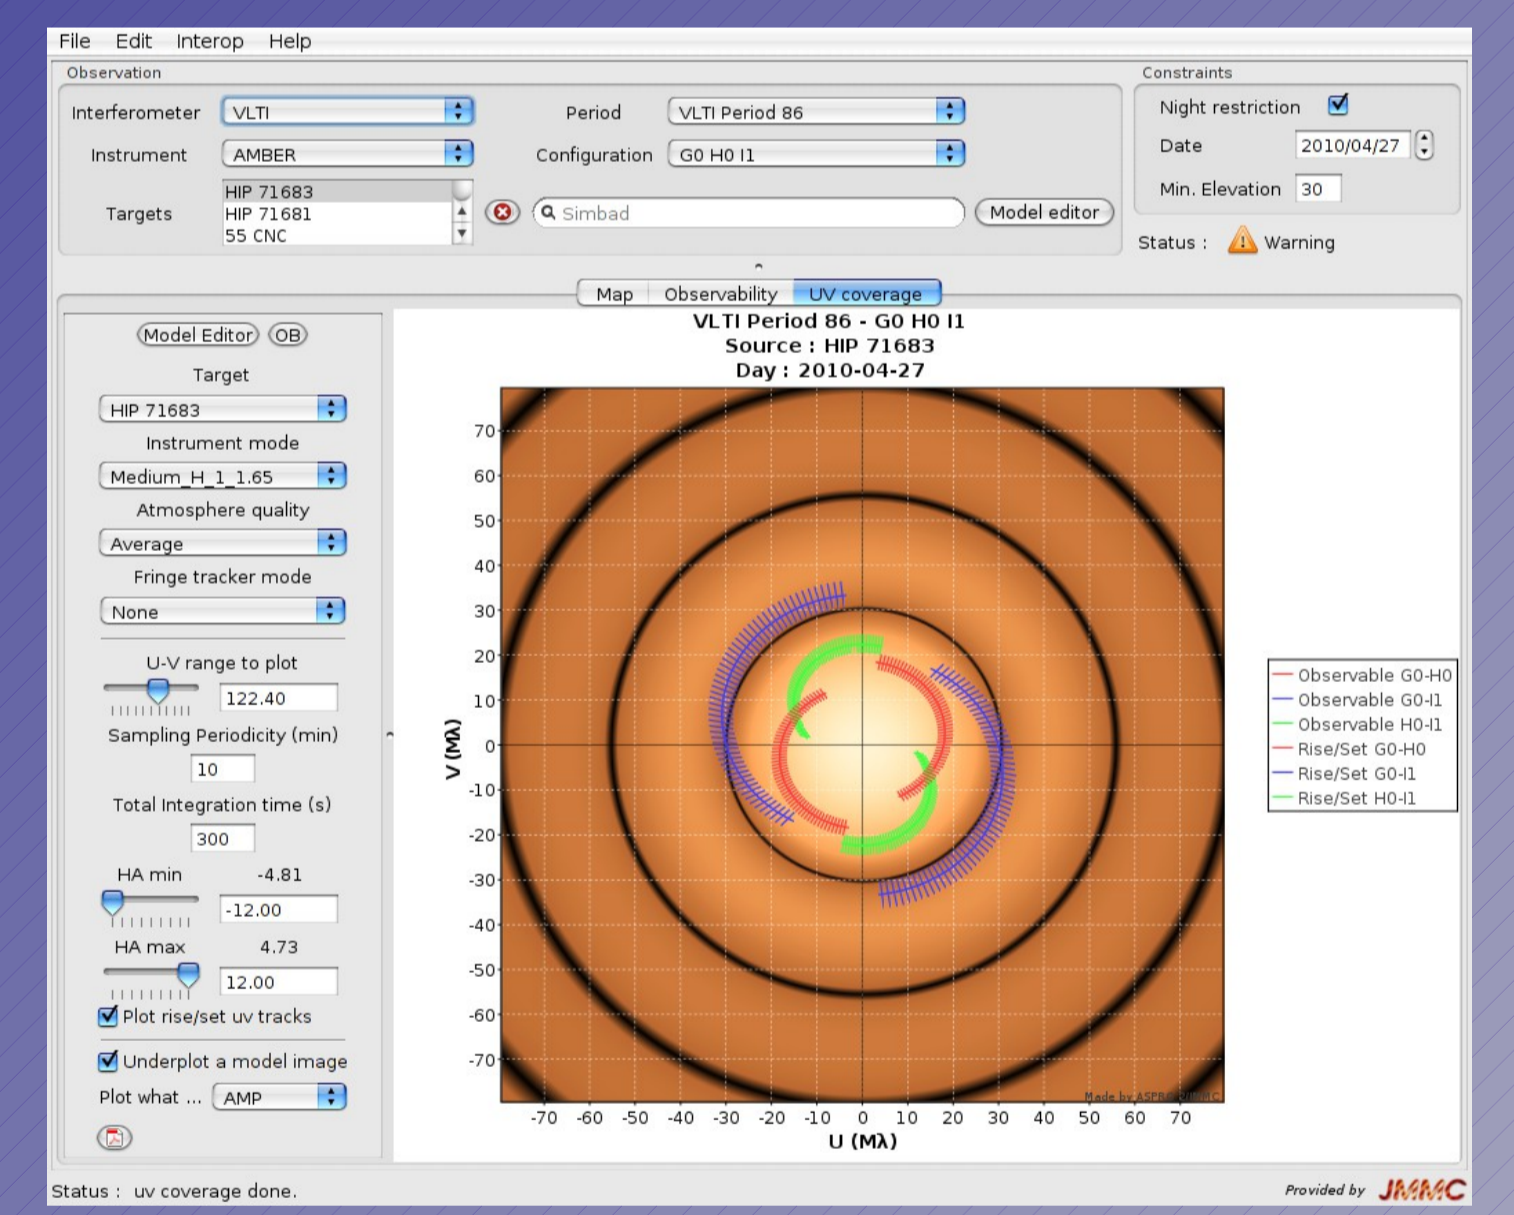 File Edit Interop Help
Observation
Constraints
Interferometer VLTI Period VLTI Period 86
Night restriction
Instrument AMBER Configuration G0 H0 I1
Date 2010/04/27
Min. Elevation 30
Targets
HIP 71683
HIP 71681
55 CNC
Simbad
Model editor
Status : Warning
Map Observability UV coverage
Model Editor OB
Target
HIP 71683
Instrument mode
Medium_H_1_1.65
Atmosphere quality
Average
Fringe tracker mode
None
U-V range to plot
122.40
Sampling Periodicity (min)
10
Total Integration time (s)
300
HA min -4.81
-12.00
HA max 4.73
12.00
Plot rise/set uv tracks
Underplot a model image
Plot what ... AMP
VLTI Period 86 - G0 H0 I1
Source : HIP 71683
Day : 2010-04-27
70
60
50
40
30
20
10
0
-10
-20
-30
-40
-50
-60
-70
V (Mλ)
-70 -60 -50 -40 -30 -20 -10 0 10 20 30 40 50 60 70
U (Mλ)
Made by
Observable G0-H0
Observable G0-I1
Observable H0-I1
Rise/Set G0-H0
Rise/Set G0-I1
Rise/Set H0-I1
Status : uv coverage done.
Provided by JMMC